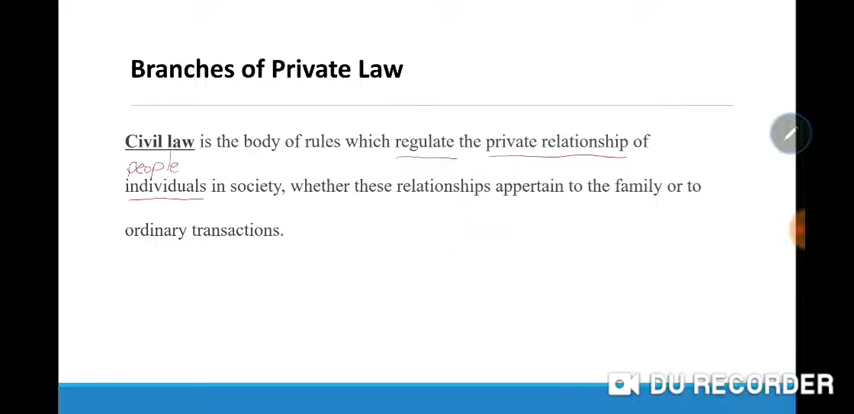 Branches of Private Law
Civil law is the body of rules which regulate the private relationship of
people
individuals in society, whether these relationships appertain to the family or to
ordinary transactions.
DU RECORDER